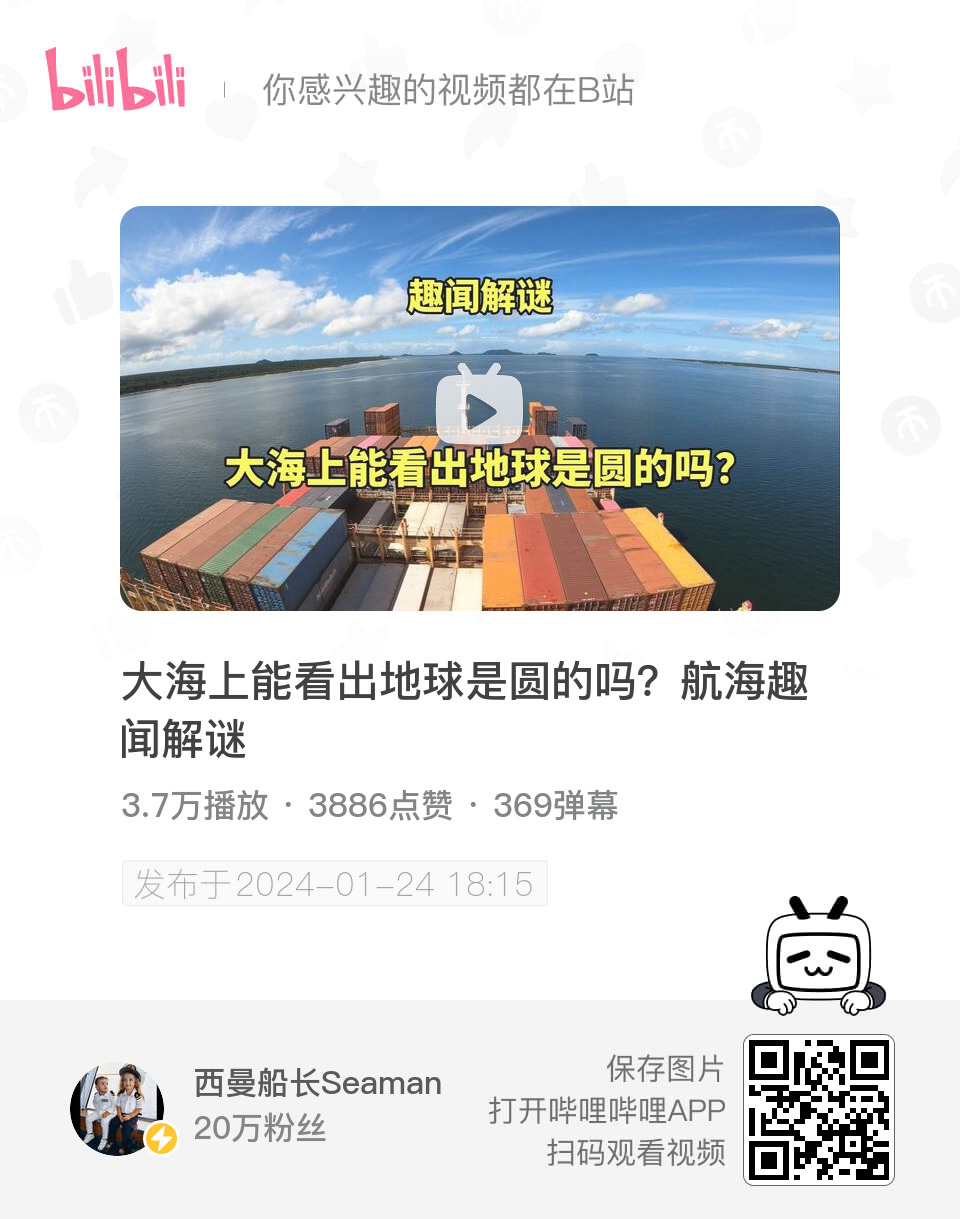 bilibili
你感兴趣的视频都在B站
趣闻解谜
大海上能看出地球是圆的吗?
大海上能看出地球是圆的吗？航海趣
闻解谜
3.7万播放 · 3886点赞 · 369弹幕
发布于2024-01-24 18:15
西曼船长Seaman
20万粉丝
保存图片
打开哔哩哔哩APP
扫码观看视频